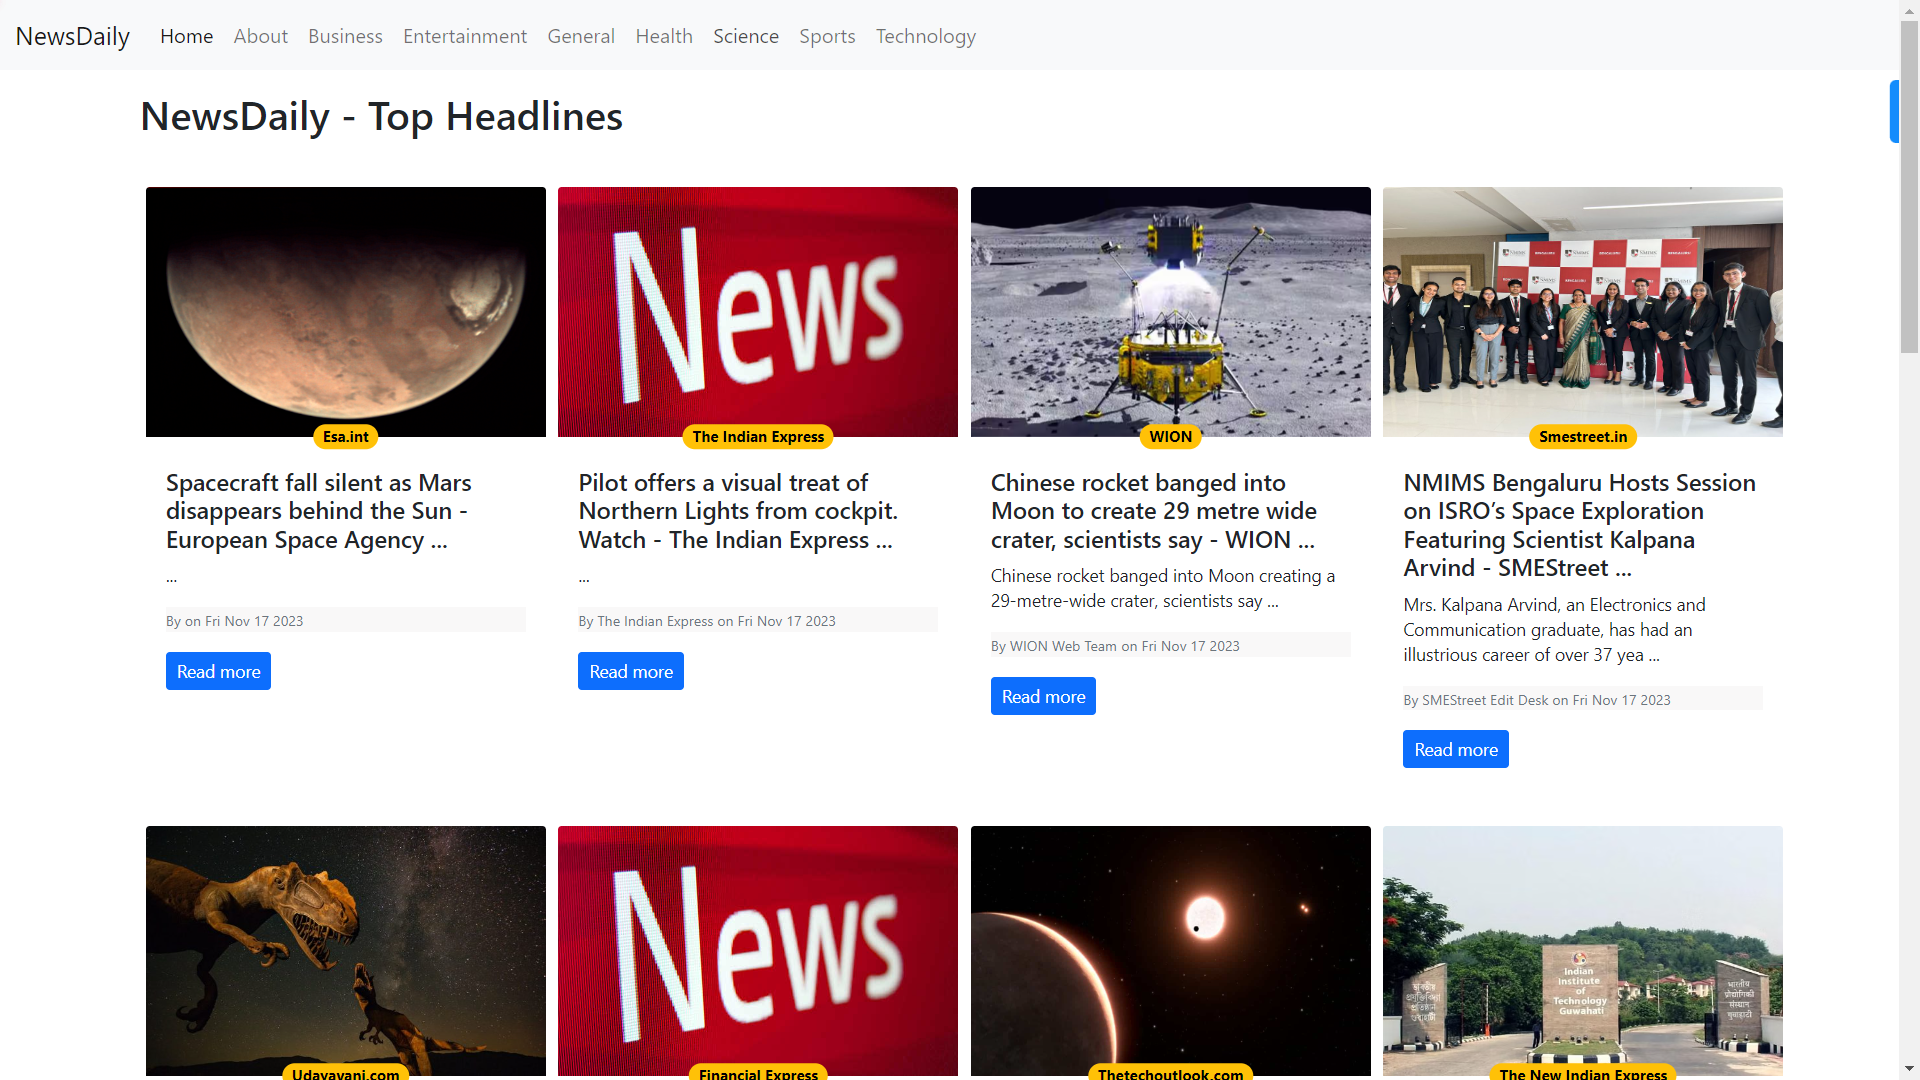 NewsDaily Home About Business Entertainment General Health Science Sports Technology
NewsDaily - Top Headlines
News
Esa.int
Spacecraft fall silent as Mars
disappears behind the Sun -
European Space Agency ...
...
By on Fri Nov 17 2023
Read more
The Indian Express
Pilot offers a visual treat of
Northern Lights from cockpit.
Watch - The Indian Express ...
...
By The Indian Express on Fri Nov 17 2023
Read more
WION
Chinese rocket banged into
Moon to create 29 metre wide
crater, scientists say - WION ...
Chinese rocket banged into Moon creating a
29-metre-wide crater, scientists say ...
By WION Web Team on Fri Nov 17 2023
Read more
Smestreet.in
NMIMS Bengaluru Hosts Session
on ISRO’s Space Exploration
Featuring Scientist Kalpana
Arvind - SMEStreet ...
Mrs. Kalpana Arvind, an Electronics and
Communication graduate, has had an
illustrious career of over 37 yea ...
By SMEStreet Edit Desk on Fri Nov 17 2023
Read more
News
Indian
Institute
of
Technology
Guwahati
Udayavani.com
Financial Express
Thetechoutlook.com
The New Indian Express